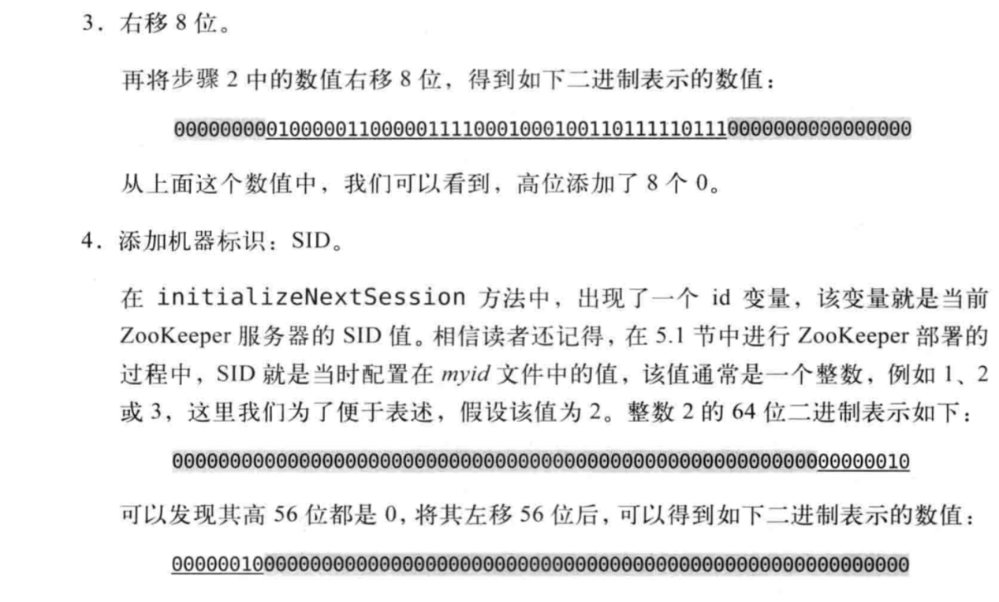 3. 右移 8 位。
再将步骤 2 中的数值右移 8 位，得到如下二进制表示的数值：
0000000001000001100000111100010001001101111101110000000000000000
从上面这个数值中，我们可以看到，高位添加了 8 个 0。
4. 添加机器标识：SID。
在 initializeNextSession 方法中，出现了一个 id 变量，该变量就是当前
ZooKeeper 服务器的 SID 值。相信读者还记得，在 5.1 节中进行 ZooKeeper 部署的
过程中，SID 就是当时配置在 myid 文件中的值，该值通常是一个整数，例如 1、2
或 3，这里我们为了便于表述，假设该值为 2。整数 2 的 64 位二进制表示如下：
0000000000000000000000000000000000000000000000000000000000000010
可以发现其高 56 位都是 0，将其左移 56 位后，可以得到如下二进制表示的数值：
0000001000000000000000000000000000000000000000000000000000000000